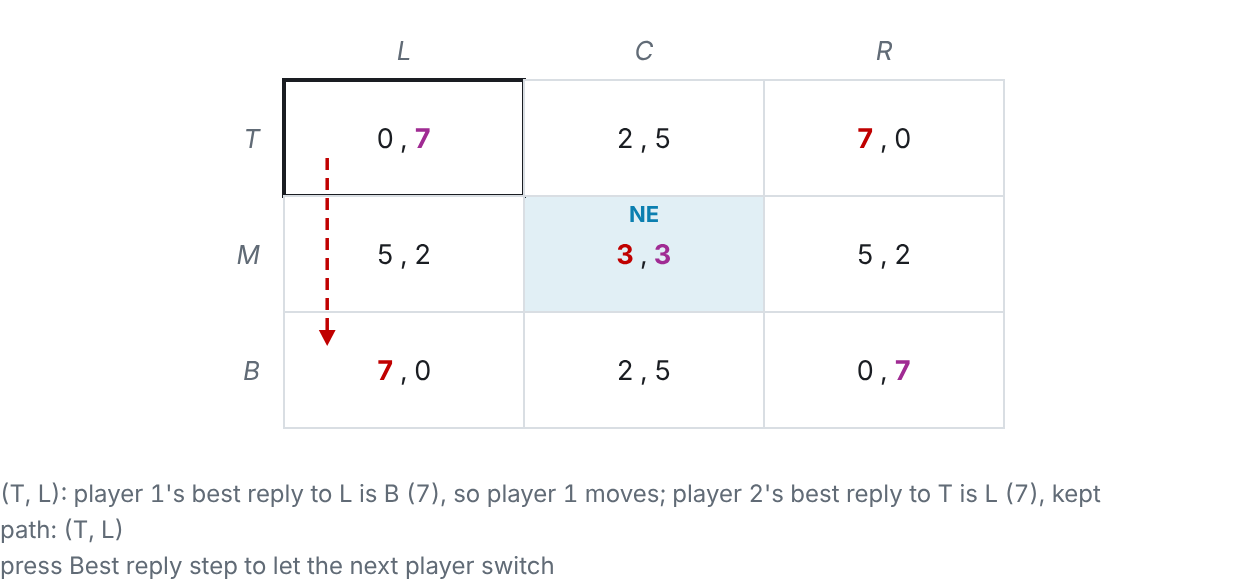 L C R
T 0 , 7 2 , 5 7 , 0
NE
M 5 , 2 3 , 3 5 , 2
B 7 , 0 2 , 5 0 , 7
(T, L): player 1's best reply to L is B (7), so player 1 moves; player 2's best reply to T is L (7), kept
path: (T, L)
press Best reply step to let the next player switch